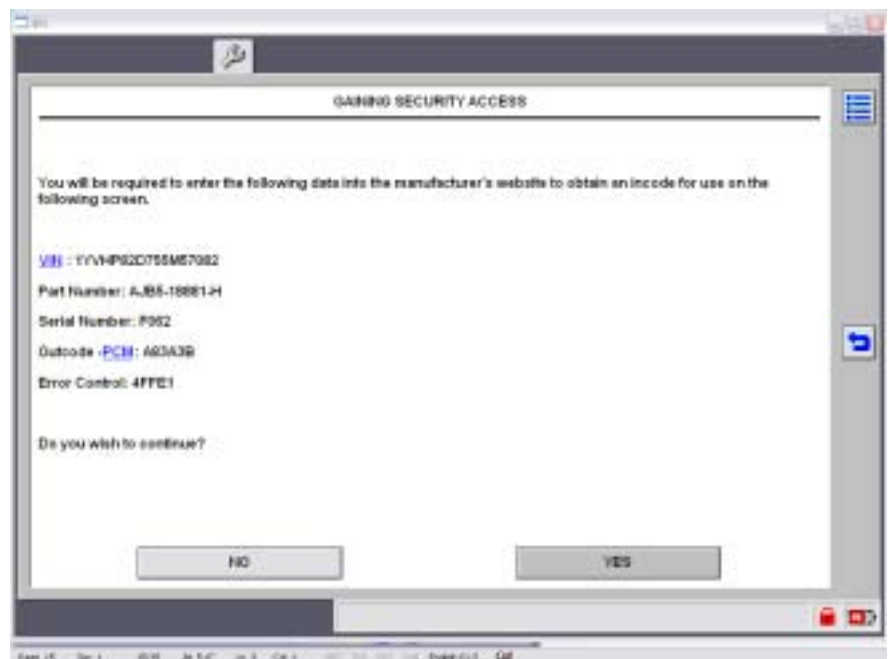 GAINING SECURITY ACCESS
You will be required to enter the following data into the manufacturer's website to obtain an incode for use on the
following screen.
VIN : 1YVHP82D755M57082
Part Number: AJB5-18881-H
Serial Number: P062
Outcode -PCM: A83A3B
Error Control: 4FFE1
Do you wish to continue?
NO
YES